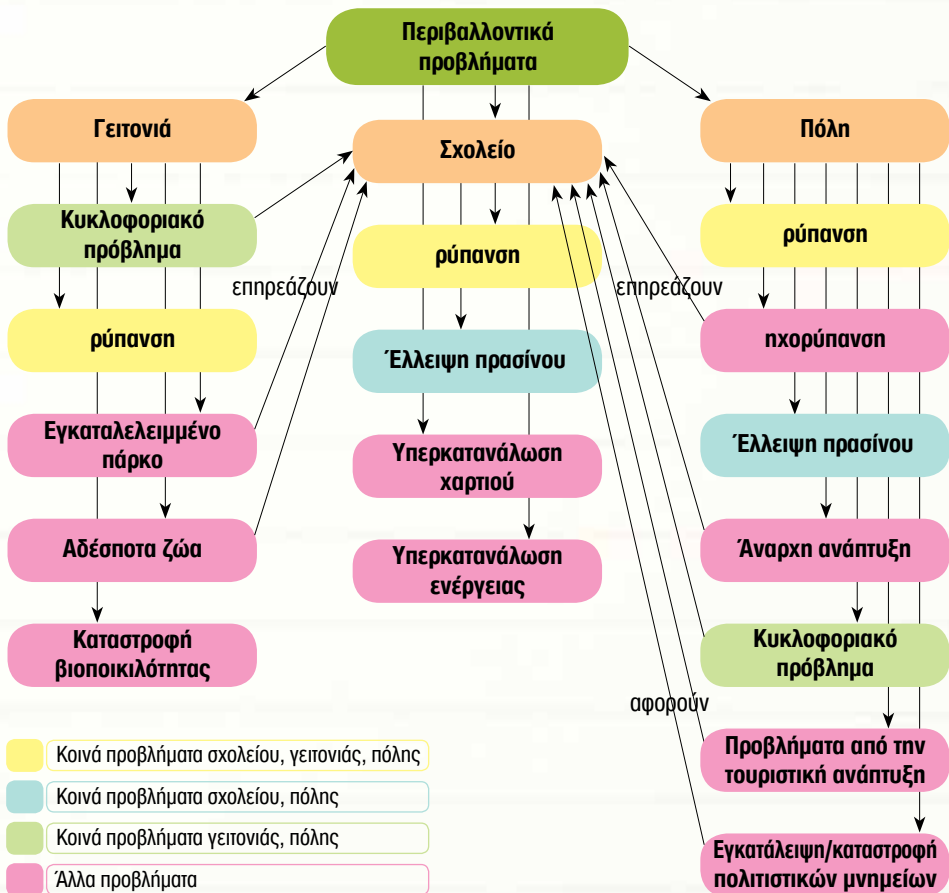 Περιβαλλοντικά
προβλήματα
Γειτονιά
Κυκλοφοριακό
πρόβλημα
ρύπανση
Εγκαταλελειμμένο
πάρκο
Αδέσποτα ζώα
Καταστροφή
βιοποικιλότητας
επηρεάζουν
Σχολείο
ρύπανση
Έλλειψη πρασίνου
Υπερκατανάλωση
χαρτιού
Υπερκατανάλωση
ενέργειας
επηρεάζουν
αφορούν
Πόλη
ρύπανση
ηχορύπανση
Έλλειψη πρασίνου
Άναρχη ανάπτυξη
Κυκλοφοριακό
πρόβλημα
Προβλήματα από την
τουριστική ανάπτυξη
Εγκατάλειψη/καταστροφή
πολιτιστικών μνημείων
Κοινά προβλήματα σχολείου, γειτονιάς, πόλης
Κοινά προβλήματα σχολείου, πόλης
Κοινά προβλήματα γειτονιάς, πόλης
Άλλα προβλήματα